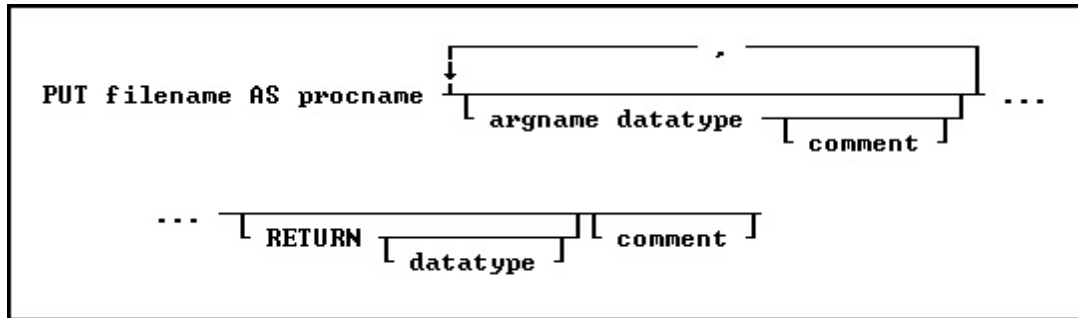 ,
PUT filename AS procname ...
argname datatype
comment
... 
RETURN comment
datatype